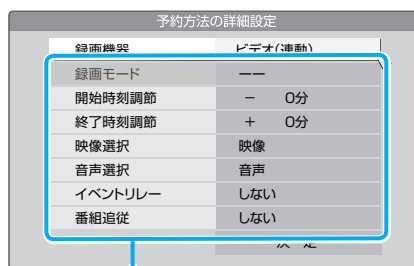 予約方法の詳細設定
録画機器 ビデオ(連動)
録画モード ーー
開始時刻調節 − 0分
終了時刻調節 + 0分
映像選択 映像
音声選択 音声
イベントリレー しない
番組追従 しない
決 定